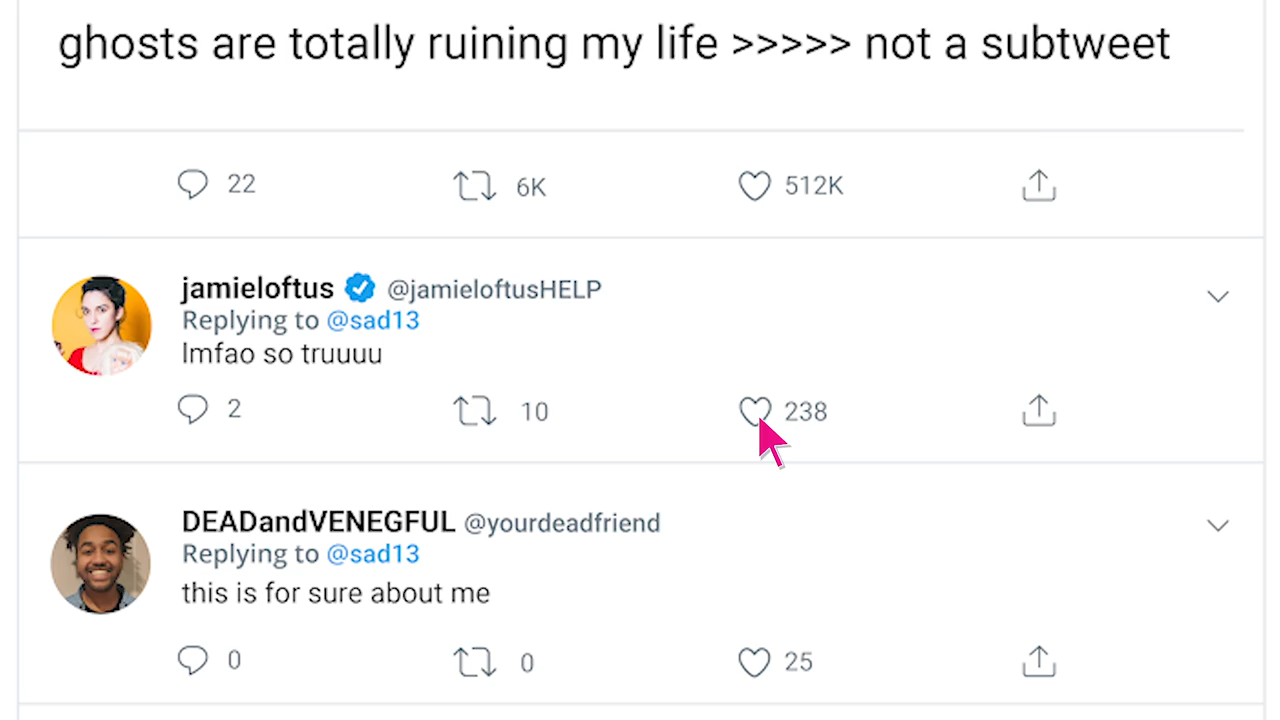 ghosts are totally ruining my life >>>>> not a subtweet
22 6K 512K
jamieloftus @jamieloftusHELP
Replying to @sad13
lmfao so truuuu
2 10 238
DEADandVENEGFUL @yourdeadfriend
Replying to @sad13
this is for sure about me
0 0 25